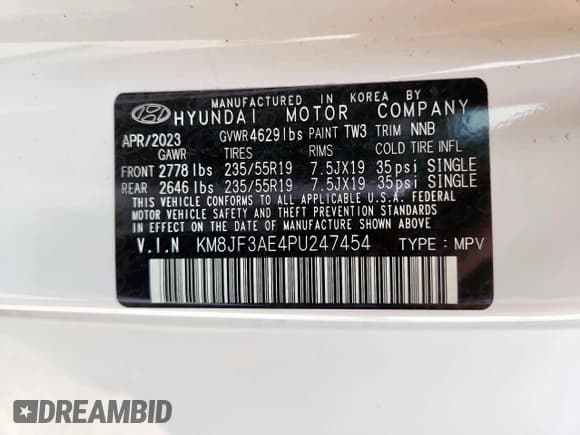 MANUFACTURED IN KOREA BY
HYUNDAI MOTOR COMPANY
APR/2023 GVWR 4629 lbs PAINT TW3 TRIM NNB
GAWR TIRES RIMS COLD TIRE INFL
FRONT 2778 lbs 235/55R19 7.5JX19 35psi SINGLE
REAR 2646 lbs 235/55R19 7.5JX19 35psi SINGLE
THIS VEHICLE CONFORMS TO ALL APPLICABLE U.S.A. FEDERAL
MOTOR VEHICLE SAFETY AND THEFT PREVENTION STANDARDS
IN EFFECT ON THE DATE OF MANUFACTURE SHOWN ABOVE.
V.I.N KM8JF3AE4PU247454 TYPE : MPV
DREAMBID